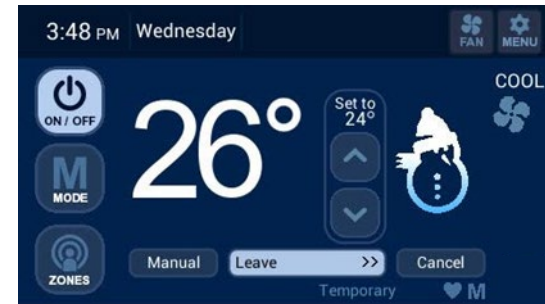 3:48 PM Wednesday
FAN
MENU
ON / OFF
26°
Set to
24°
COOL
M
MODE
ZONES
Manual
Leave >>
Cancel
Temporary
M